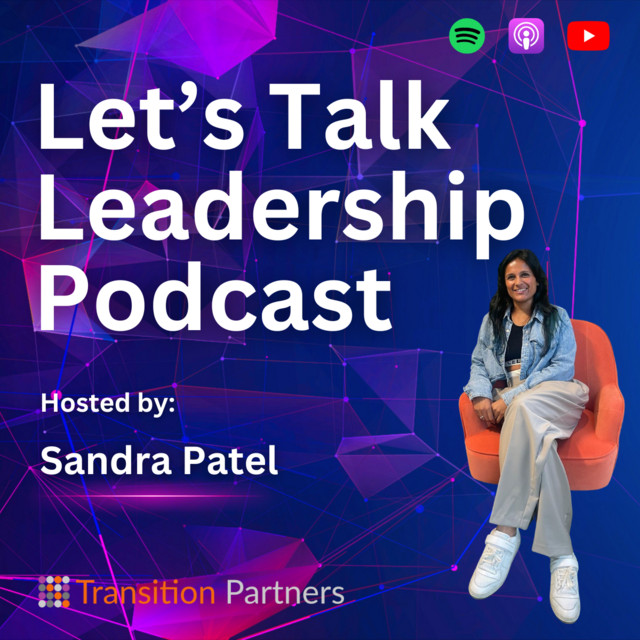 Let’s Talk
Leadership
Podcast
Hosted by:
Sandra Patel
Transition Partners